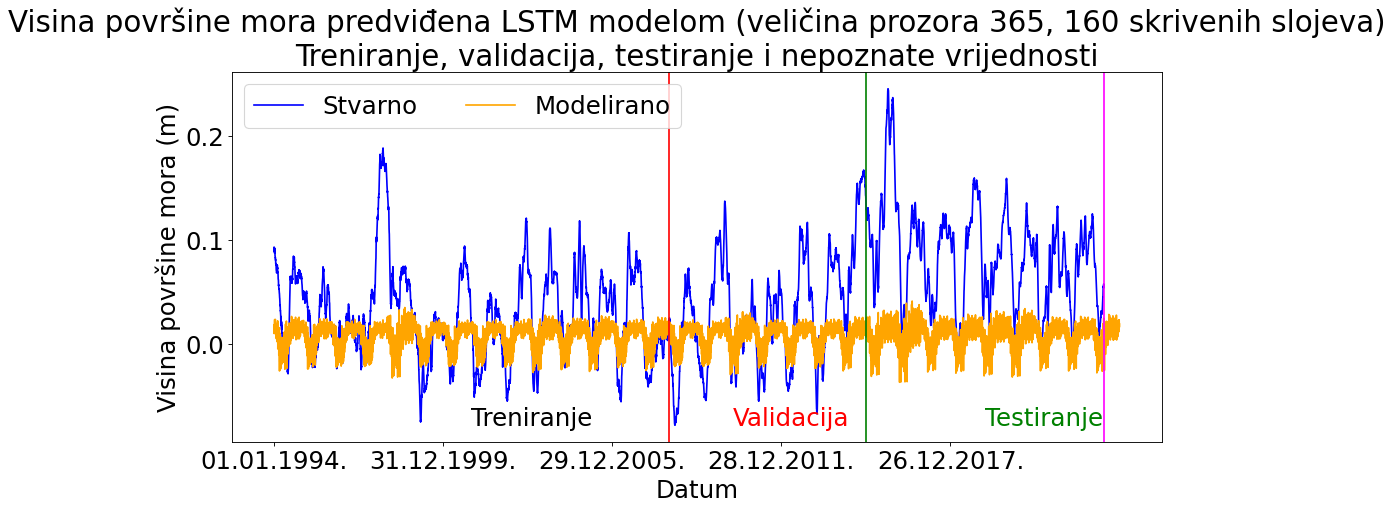 Visina površine mora predviđena LSTM modelom (veličina prozora 365, 160 skrivenih slojeva)
Treniranje, validacija, testiranje i nepoznate vrijednosti
Stvarno
Modelirano
Visina površine mora (m)
0.2
0.1
0.0
Treniranje
Validacija
Testiranje
01.01.1994.
31.12.1999.
29.12.2005.
28.12.2011.
26.12.2017.
Datum